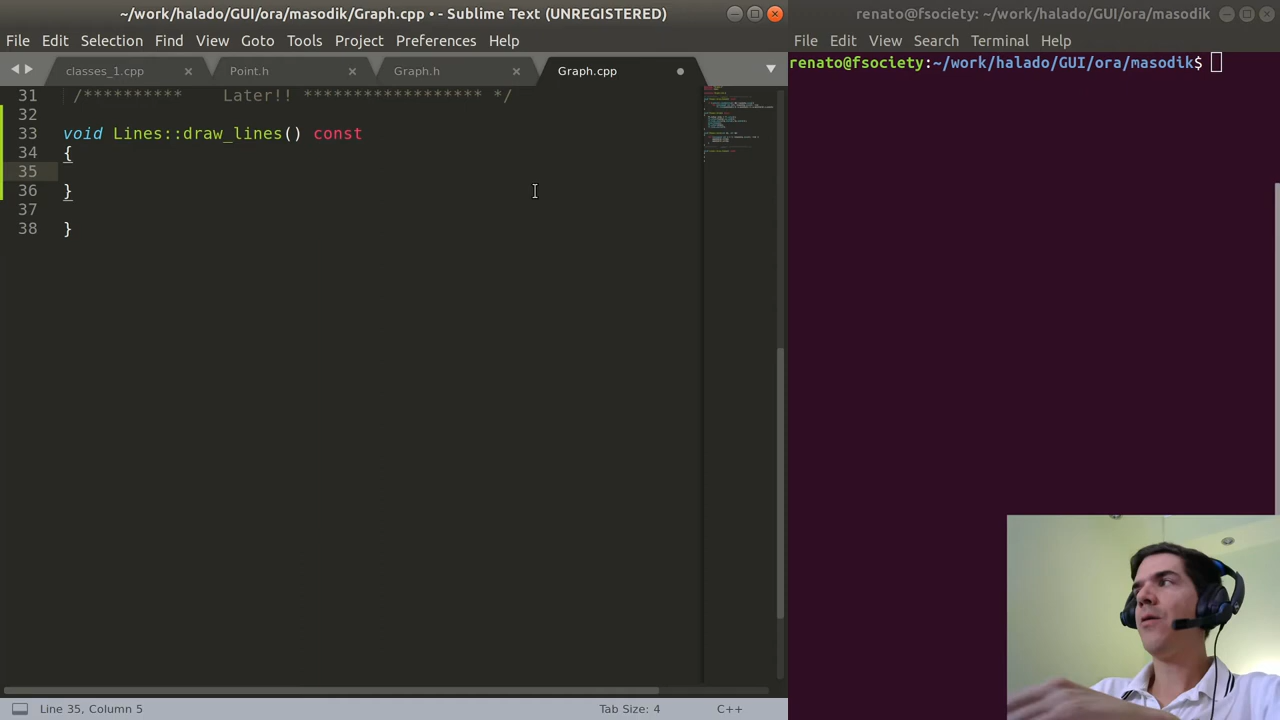 ~/work/halado/GUI/ora/masodik/Graph.cpp • - Sublime Text (UNREGISTERED)
File Edit Selection Find View Goto Tools Project Preferences Help
classes_1.cpp × Point.h × Graph.h × Graph.cpp
31 /********** Later!! ****************** */
32
33 void Lines::draw_lines() const
34 {
35
36 }
37
38 }
Line 35, Column 5 Tab Size: 4 C++
renato@fsociety: ~/work/halado/GUI/ora/masodik
File Edit View Search Terminal Help
renato@fsociety:~/work/halado/GUI/ora/masodik$